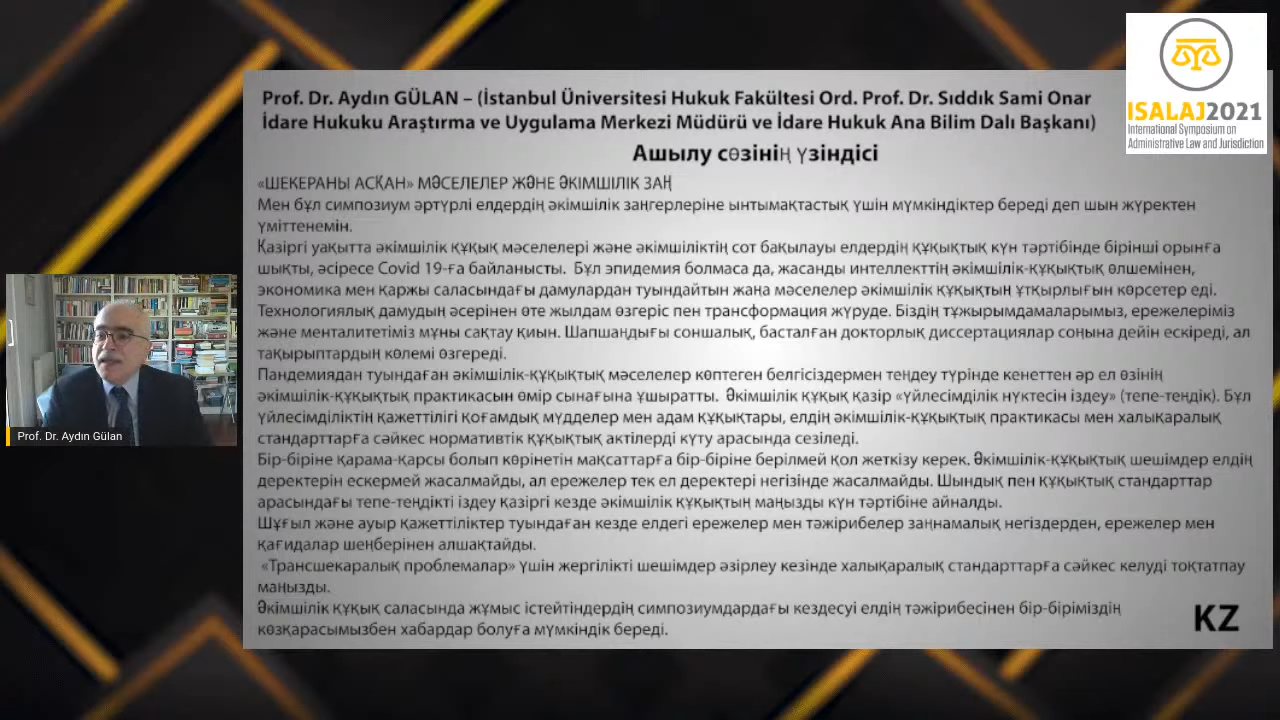 ISALAJ2021
International Symposium on
Administrative Law and Jurisdiction
Prof. Dr. Aydın GÜLAN – (İstanbul Üniversitesi Hukuk Fakültesi Ord. Prof. Dr. Sıddık Sami Onar
İdare Hukuku Araştırma ve Uygulama Merkezi Müdürü ve İdare Hukuk Ana Bilim Dalı Başkanı)
Ашылу сөзінің үзіндісі
«ШЕКЕРАНЫ АСҚАН» МӘСЕЛЕЛЕР ЖӘНЕ ӘКІМШІЛІК ЗАҢ
Мен бұл симпозиум әртүрлі елдердің әкімшілік заңгерлеріне ынтымақтастық үшін мүмкіндіктер береді деп шын жүректен
үміттенемін.
Қазіргі уақытта әкімшілік құқық мәселелері және әкімшіліктің сот бақылауы елдердің құқықтық күн тәртібінде бірінші орынға
шықты, әсіресе Covid 19-ға байланысты. Бұл эпидемия болмаса да, жасанды интеллекттің әкімшілік-құқықтық өлшемінен,
экономика мен қаржы саласындағы дамулардан туындайтын жаңа мәселелер әкімшілік құқықтың ұтқырлығын көрсетер еді.
Технологиялық дамудың әсерінен өте жылдам өзгеріс пен трансформация жүруде. Біздің тұжырымдамаларымыз, ережелеріміз
және менталитетіміз мұны сақтау қиын. Шапшаңдығы соншалық, басталған докторлық диссертациялар соңына дейін ескіреді, ал
тақырыптардың көлемі өзгереді.
Пандемиядан туындаған әкімшілік-құқықтық мәселелер көптеген белгісіздермен теңдеу түрінде кенеттен әр ел өзінің
әкімшілік-құқықтық практикасын өмір сынағына ұшыратты. Әкімшілік құқық қазір «үйлесімділік нүктесін іздеу» (тепе-теңдік). Бұл
үйлесімділіктің қажеттілігі қоғамдық мүдделер мен адам құқықтары, елдің әкімшілік-құқықтық практикасы мен халықаралық
стандарттарға сәйкес нормативтік құқықтық актілерді күту арасында сезіледі.
Бір-біріне қарама-қарсы болып көрінетін мақсаттарға бір-біріне берілмей қол жеткізу керек. Әкімшілік-құқықтық шешімдер елдің
деректерін ескермей жасалмайды, ал ережелер тек ел деректері негізінде жасалмайды. Шындық пен құқықтық стандарттар
арасындағы тепе-теңдікті іздеу қазіргі кезде әкімшілік құқықтың маңызды күн тәртібіне айналды.
Шұғыл және ауыр қажеттіліктер туындаған кезде елдегі ережелер мен тәжірибелер заңнамалық негіздерден, ережелер мен
қағидалар шеңберінен алшақтайды.
«Трансшекаралық проблемалар» үшін жергілікті шешімдер әзірлеу кезінде халықаралық стандарттарға сәйкес келуді тоқтатпау
маңызды.
Әкімшілік құқық саласында жұмыс істейтіндердің симпозиумдардағы кездесуі елдің тәжірибесінен бір-біріміздің
көзқарасымызбен хабардар болуға мүмкіндік береді.
KZ
Prof. Dr. Aydın Gülan